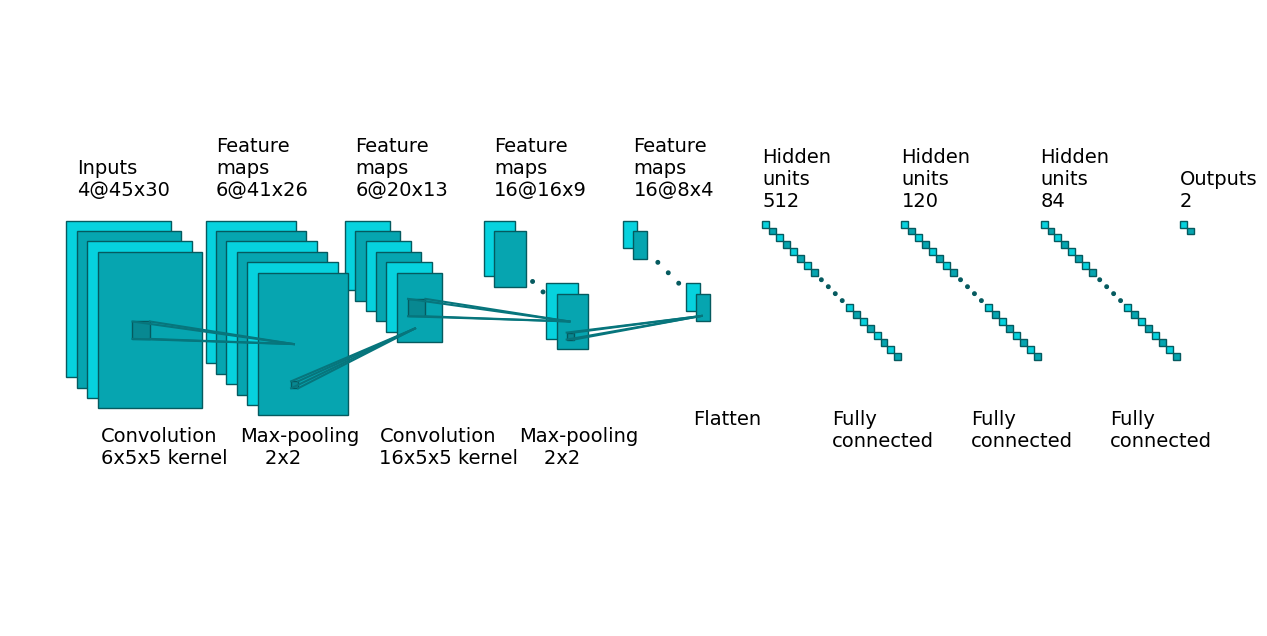 Inputs
4@45x30
Feature
maps
6@41x26
Feature
maps
6@20x13
Feature
maps
16@16x9
Feature
maps
16@8x4
Hidden
units
512
Hidden
units
120
Hidden
units
84
Outputs
2
Convolution
6x5x5 kernel
Max-pooling
2x2
Convolution
16x5x5 kernel
Max-pooling
2x2
Flatten
Fully
connected
Fully
connected
Fully
connected